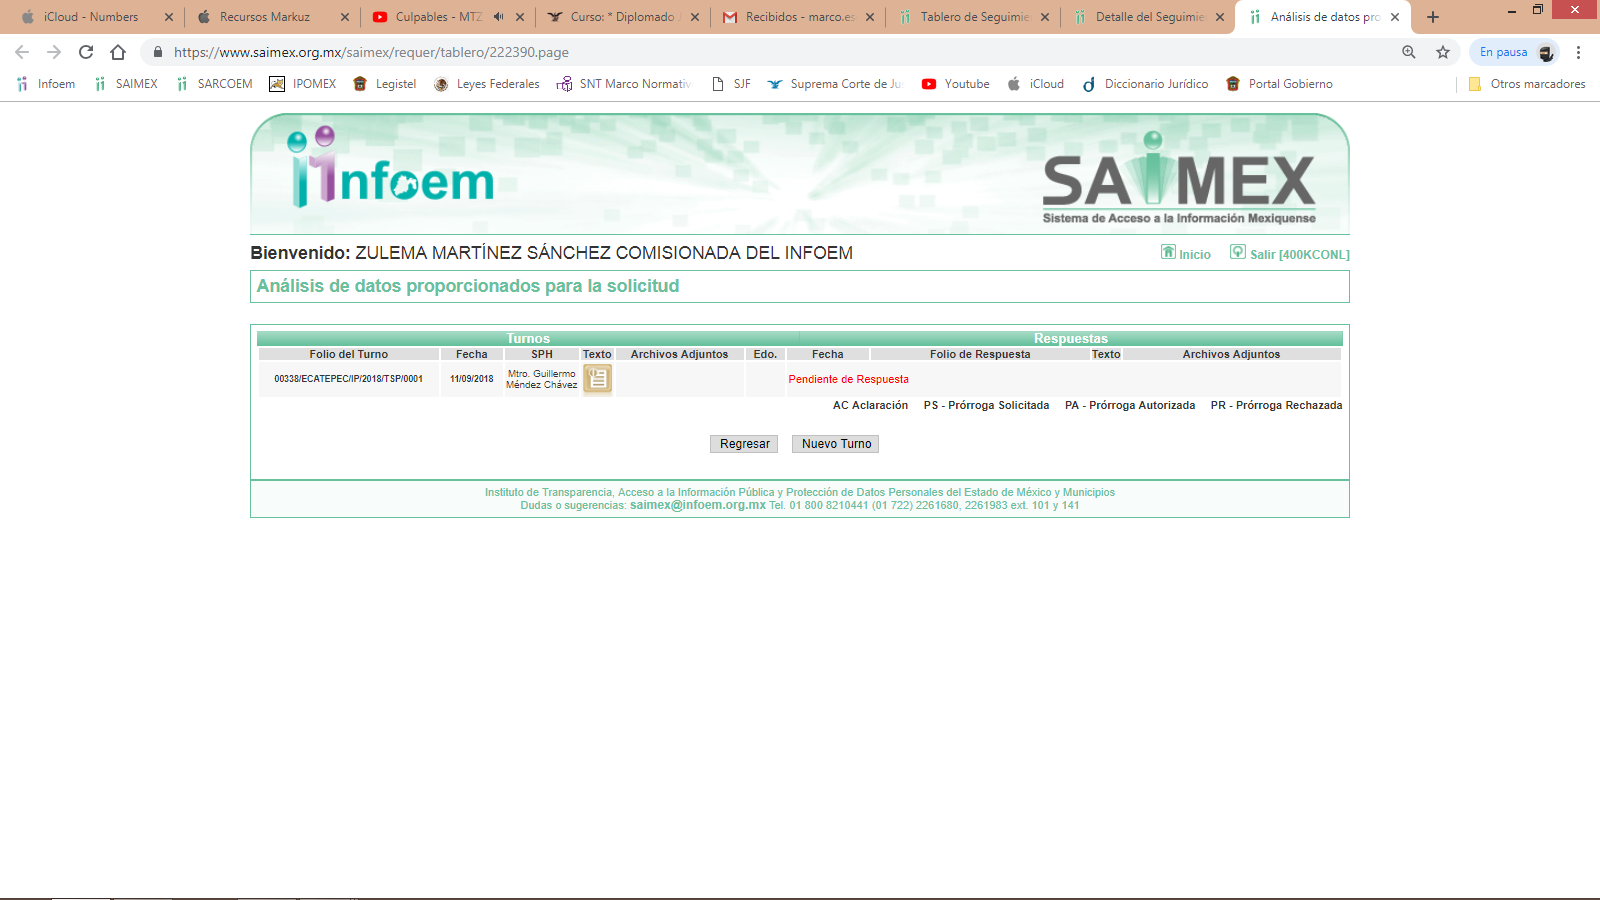 iCloud - Numbers
Recursos Markuz
Culpables - MTZ
Curso: * Diplomado
Recibidos - marco.es
Tablero de Seguimie
Detalle del Seguimie
Análisis de datos pro
https://www.saimex.org.mx/saimex/requer/tablero/222390.page
En pausa
Infoem
SAIMEX
SARCOEM
IPOMEX
Legistel
Leyes Federales
SNT Marco Normativ
SJF
Suprema Corte de Ju
Youtube
iCloud
Diccionario Jurídico
Portal Gobierno
Otros marcadores
infoem
SAIMEX
Sistema de Acceso a la Información Mexiquense
Bienvenido: ZULEMA MARTÍNEZ SÁNCHEZ COMISIONADA DEL INFOEM
Inicio
Salir [400KCONL]
Análisis de datos proporcionados para la solicitud
Turnos Respuestas
Folio del Turno Fecha SPH Texto Archivos Adjuntos Edo. Fecha Folio de Respuesta Texto Archivos Adjuntos
00338/ECATEPEC/IP/2018/TSP/0001 11/09/2018 Mtro. Guillermo
Méndez Chávez
Pendiente de Respuesta
AC Aclaración PS - Prórroga Solicitada PA - Prórroga Autorizada PR - Prórroga Rechazada
Regresar Nuevo Turno
Instituto de Transparencia, Acceso a la Información Pública y Protección de Datos Personales del Estado de México y Municipios
Dudas o sugerencias: saimex@infoem.org.mx Tel. 01 800 8210441 (01 722) 2261680, 2261983 ext. 101 y 141